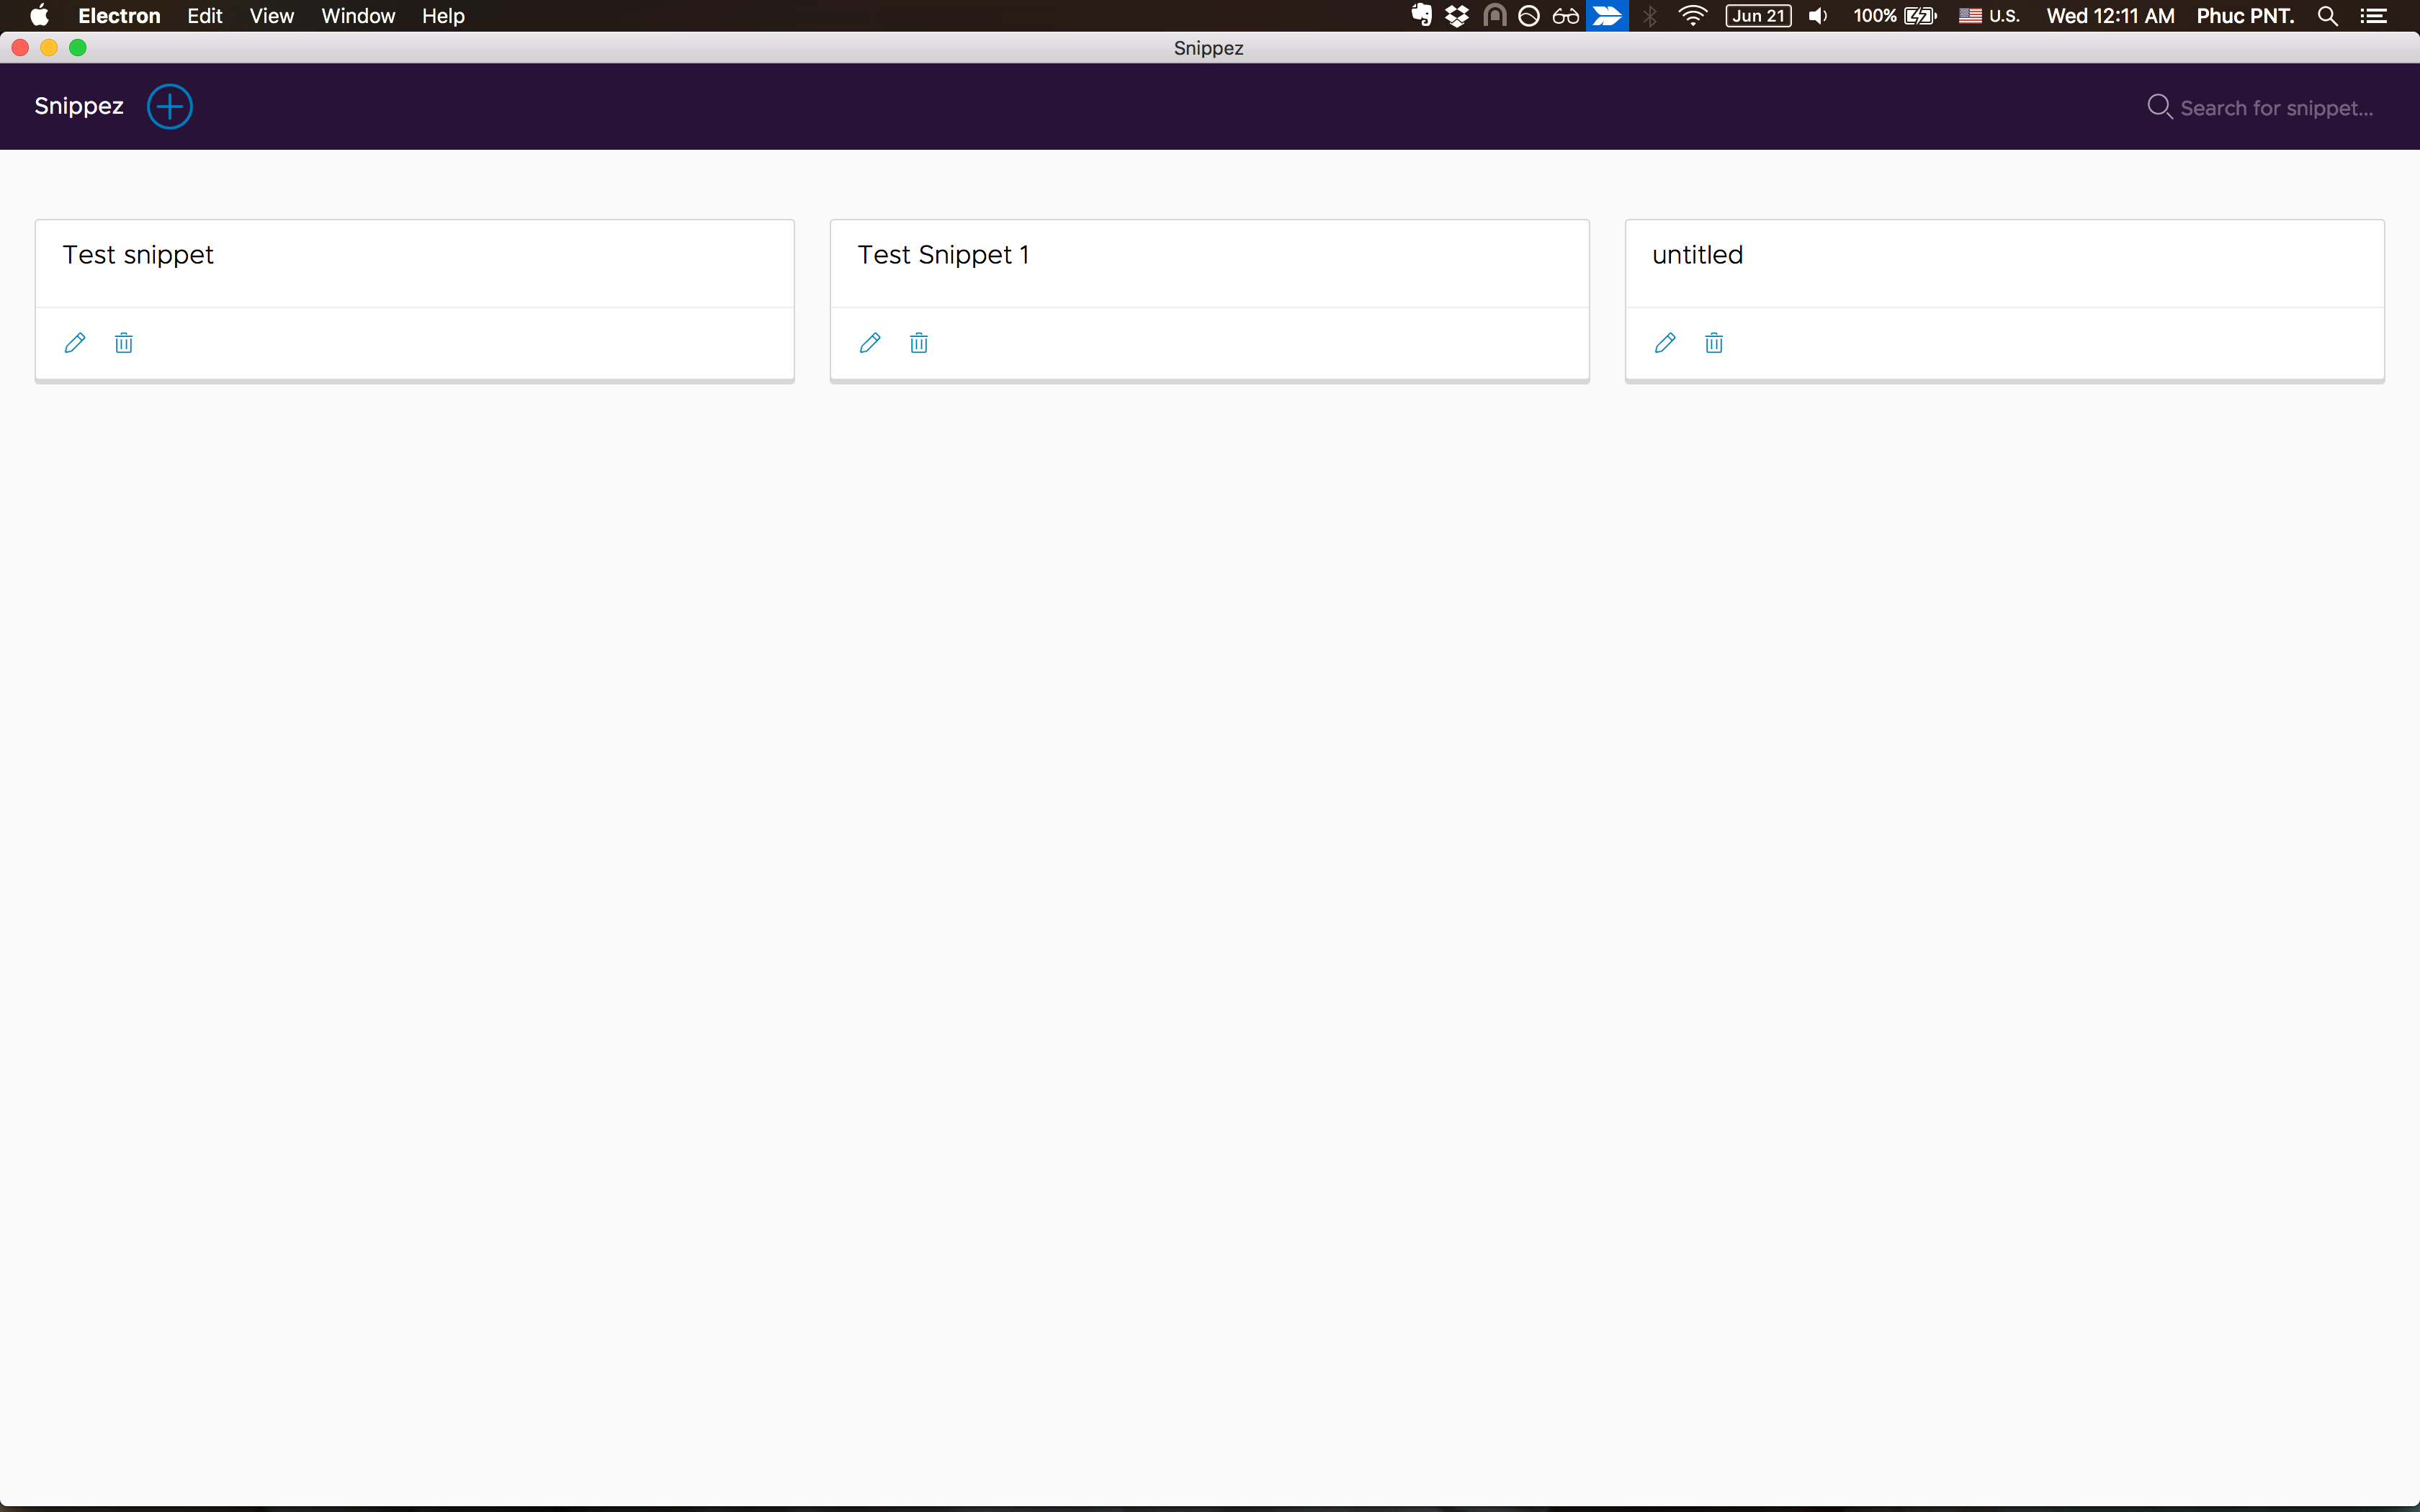 Electron Edit View Window Help Jun 21 100% U.S. Wed 12:11 AM Phuc PNT.
Snippez
Snippez Search for snippet...
Test snippet
Test Snippet 1
untitled